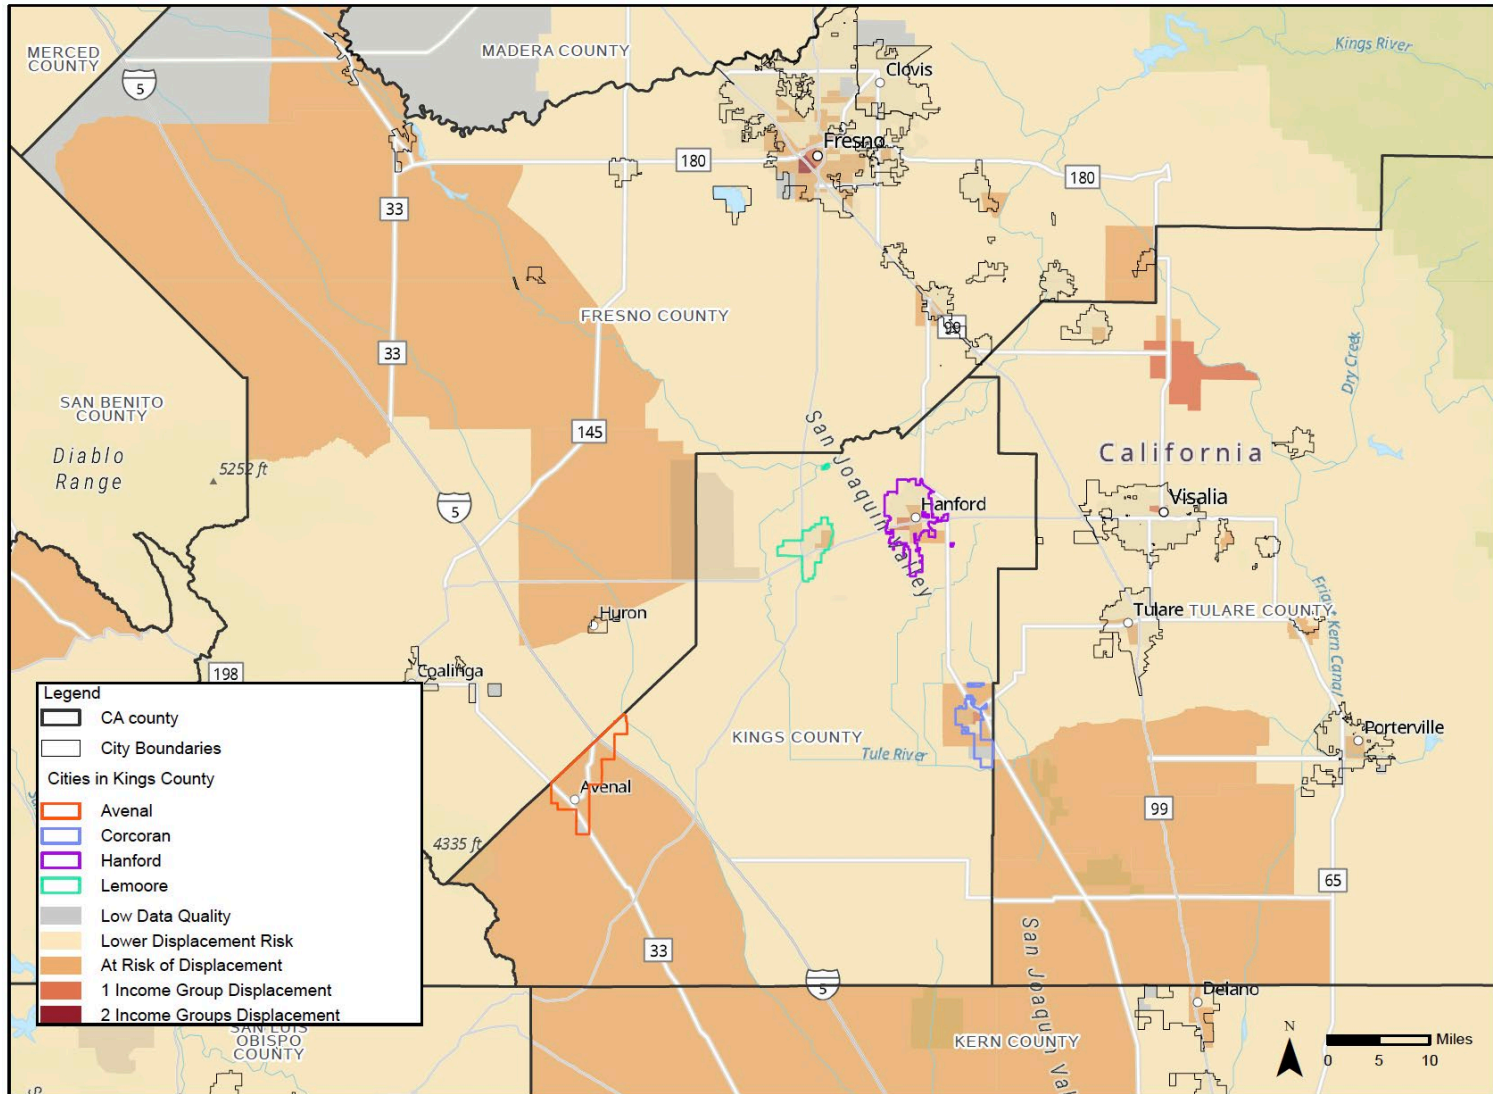 MERCED
COUNTY
MADERA COUNTY
Kings River
5
Clovis
Fresno
180
180
33
FRESNO COUNTY
99
33
Dry Creek
SAN BENITO
COUNTY
Diablo
Range
5252 ft
145
San Joaquin Valley
California
5
Hanford
Visalia
Huron
Tulare
TULARE COUNTY
Friant Kern Canal
198
Coalinga
Porterville
KINGS COUNTY
Tule River
Avenal
99
4335 ft
65
33
San Joaquin Val
5
Delano
KERN COUNTY
SAN LUIS
OBISPO
COUNTY
Legend
CA county
City Boundaries
Cities in Kings County
Avenal
Corcoran
Hanford
Lemoore
Low Data Quality
Lower Displacement Risk
At Risk of Displacement
1 Income Group Displacement
2 Income Groups Displacement
N
Miles
0 5 10